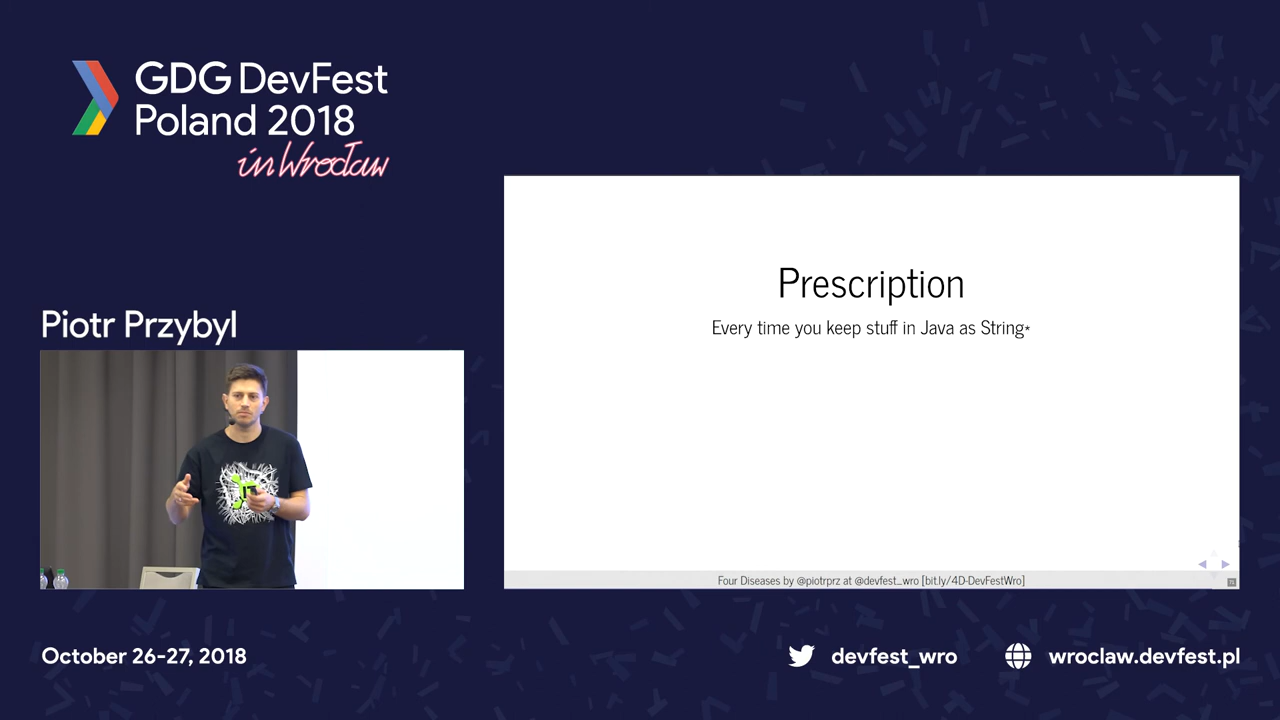 GDG DevFest
Poland 2018
in Wrocław
Piotr Przybyl
Prescription
Every time you keep stuff in Java as String*
Four Diseases by @piotrprz at @devfest_wro [bit.ly/4D-DevFestWro]
October 26-27, 2018
devfest_wro
wroclaw.devfest.pl